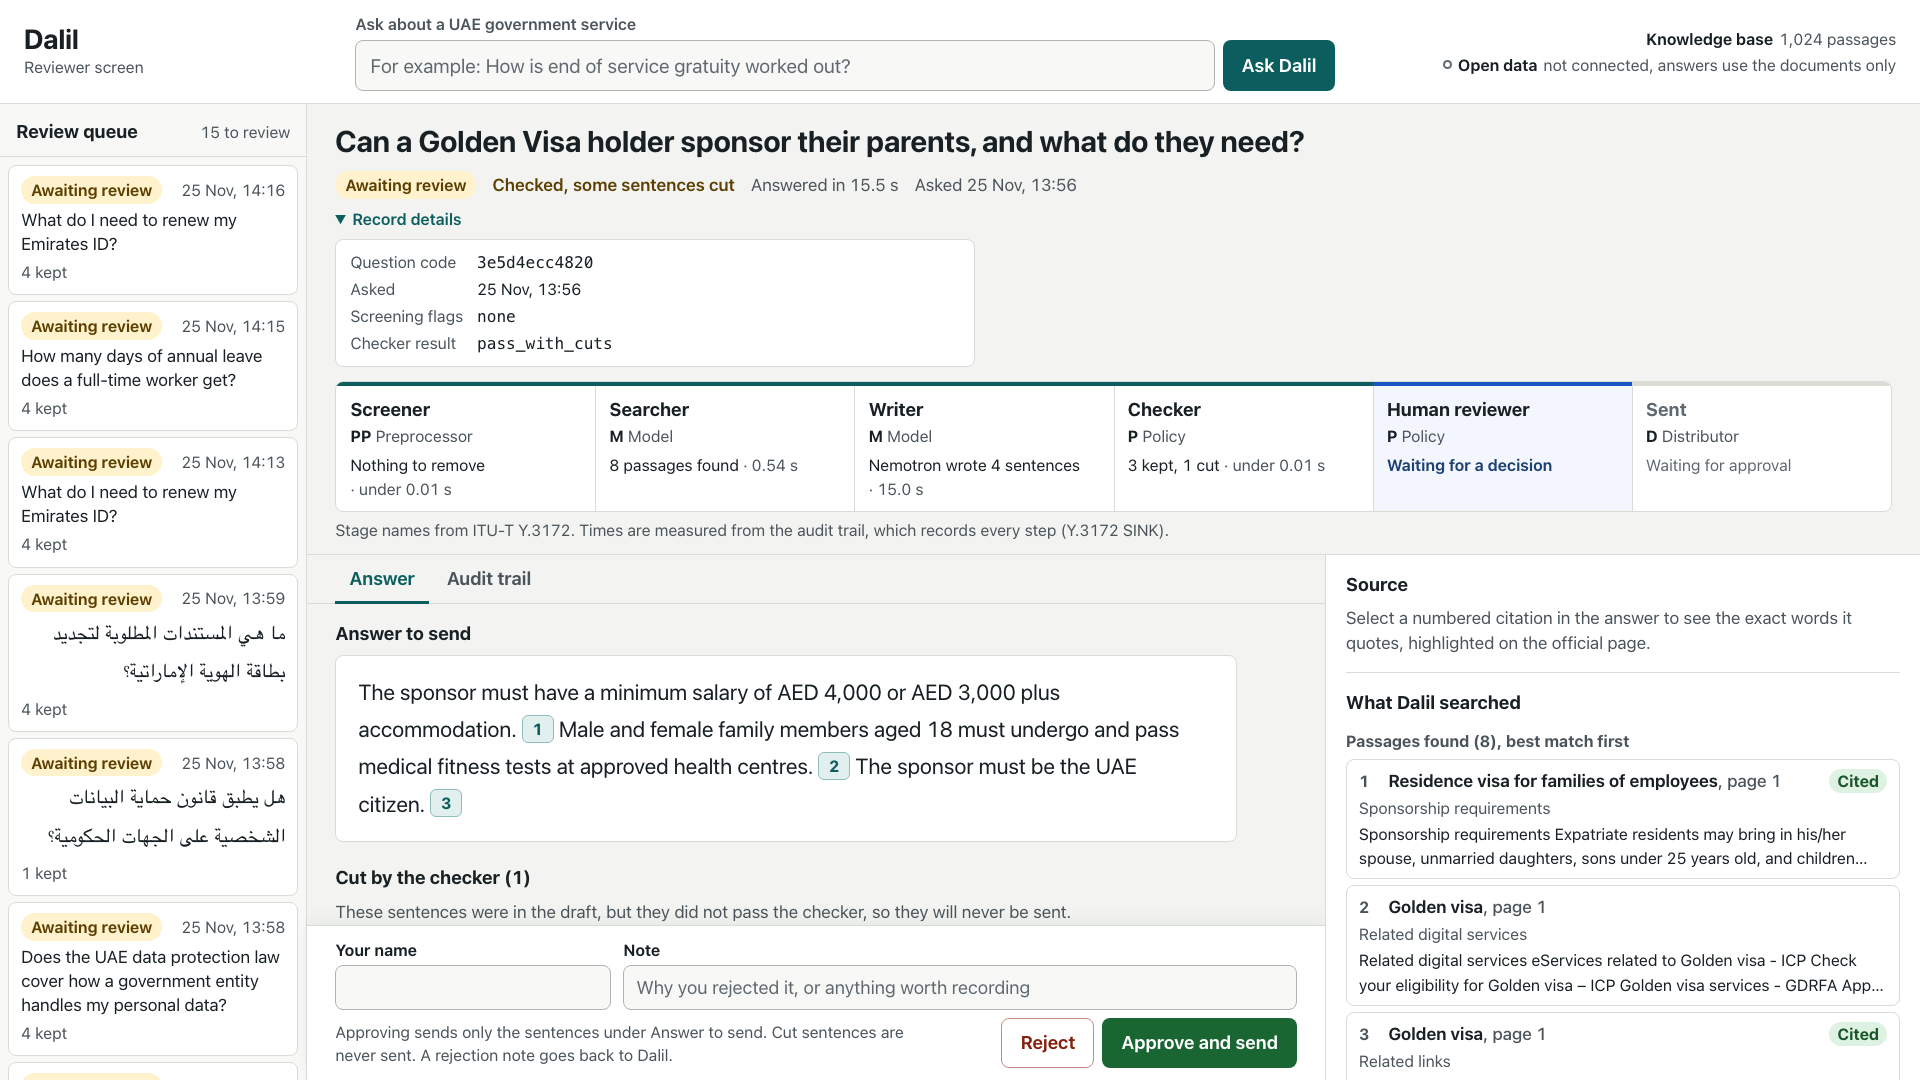 Dalil
Reviewer screen
Ask about a UAE government service
For example: How is end of service gratuity worked out?
Ask Dalil
Knowledge base 1,024 passages
Open data not connected, answers use the documents only
Review queue
15 to review
Awaiting review 25 Nov, 14:16
What do I need to renew my
Emirates ID?
4 kept
Awaiting review 25 Nov, 14:15
How many days of annual leave
does a full-time worker get?
4 kept
Awaiting review 25 Nov, 14:13
What do I need to renew my
Emirates ID?
4 kept
Awaiting review 25 Nov, 13:59
ما هي المستندات المطلوبة لتجديد
بطاقة الهوية الإماراتية؟
4 kept
Awaiting review 25 Nov, 13:58
هل يطبق قانون حماية البيانات
الشخصية على الجهات الحكومية؟
1 kept
Awaiting review 25 Nov, 13:58
Does the UAE data protection law
cover how a government entity
handles my personal data?
4 kept
Can a Golden Visa holder sponsor their parents, and what do they need?
Awaiting review Checked, some sentences cut Answered in 15.5 s Asked 25 Nov, 13:56
▼ Record details
Question code 3e5d4ecc4820
Asked 25 Nov, 13:56
Screening flags none
Checker result pass_with_cuts
Screener
PP Preprocessor
Nothing to remove
· under 0.01 s
Searcher
M Model
8 passages found · 0.54 s
Writer
M Model
Nemotron wrote 4 sentences
· 15.0 s
Checker
P Policy
3 kept, 1 cut · under 0.01 s
Human reviewer
P Policy
Waiting for a decision
Sent
D Distributor
Waiting for approval
Stage names from ITU-T Y.3172. Times are measured from the audit trail, which records every step (Y.3172 SINK).
Answer
Audit trail
Answer to send
The sponsor must have a minimum salary of AED 4,000 or AED 3,000 plus
accommodation. 1 Male and female family members aged 18 must undergo and pass
medical fitness tests at approved health centres. 2 The sponsor must be the UAE
citizen. 3
Cut by the checker (1)
These sentences were in the draft, but they did not pass the checker, so they will never be sent.
Your name
Note
Why you rejected it, or anything worth recording
Approving sends only the sentences under Answer to send. Cut sentences are
never sent. A rejection note goes back to Dalil.
Reject
Approve and send
Source
Select a numbered citation in the answer to see the exact words it
quotes, highlighted on the official page.
What Dalil searched
Passages found (8), best match first
1 Residence visa for families of employees, page 1 Cited
Sponsorship requirements
Sponsorship requirements Expatriate residents may bring in his/her
spouse, unmarried daughters, sons under 25 years old, and children...
2 Golden visa, page 1
Related digital services
Related digital services eServices related to Golden visa - ICP Check
your eligibility for Golden visa – ICP Golden visa services - GDRFA App...
3 Golden visa, page 1 Cited
Related links